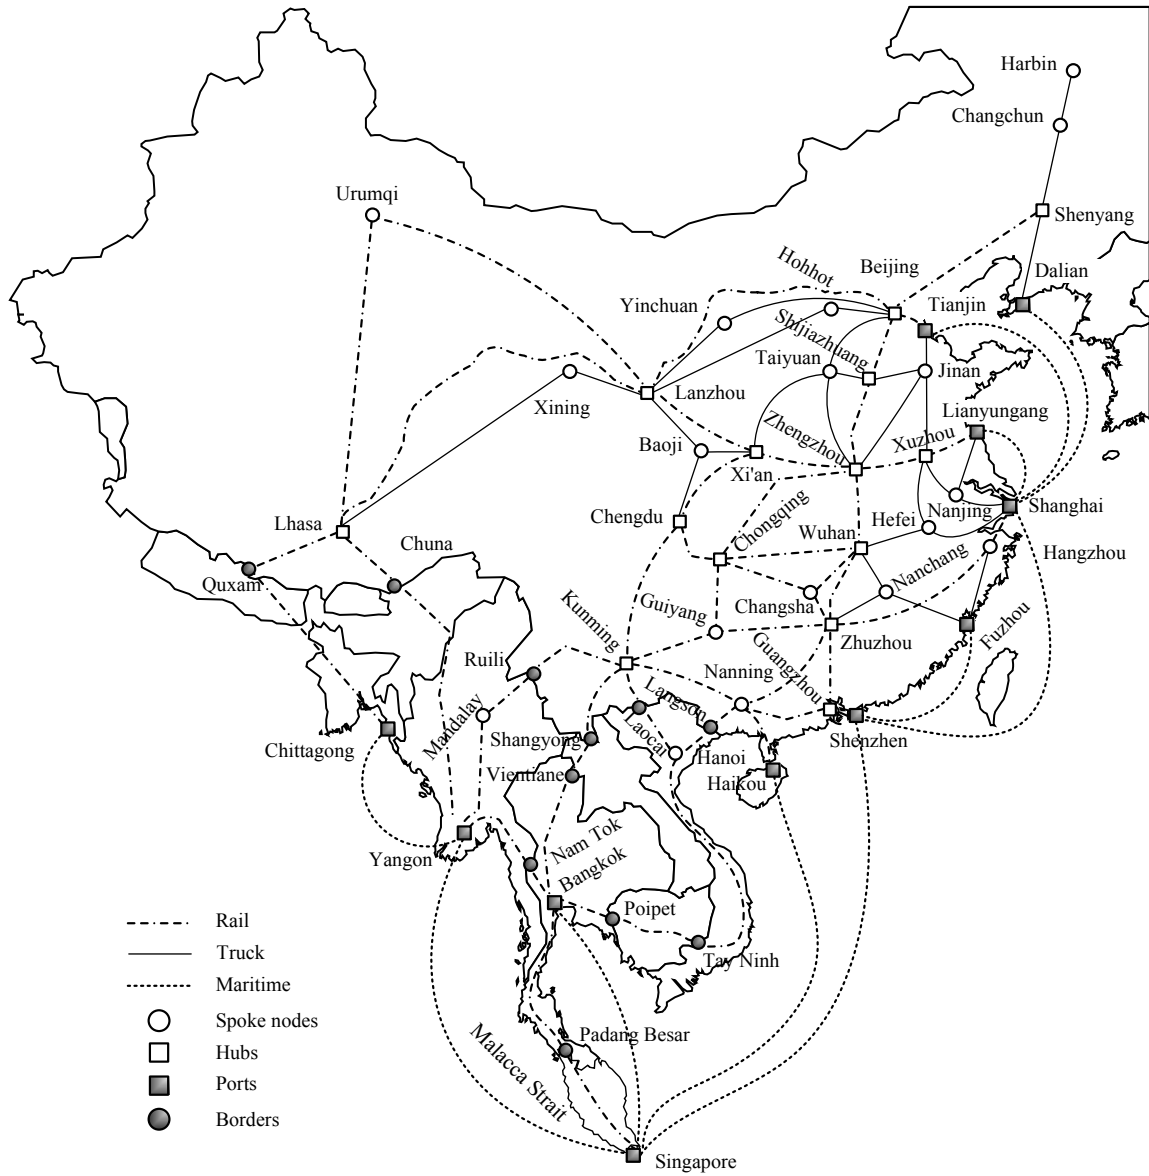 Harbin
Changchun
Urumqi
Shenyang
Hohhot
Beijing
Dalian
Yinchuan
Tianjin
Shijiazhuang
Taiyuan
Jinan
Xining
Lanzhou
Lianyungang
Zhengzhou
Xuzhou
Baoji
Xi'an
Nanjing
Shanghai
Chengdu
Chongqing
Hefei
Lhasa
Wuhan
Hangzhou
Chuna
Nanchang
Quxam
Kunming
Guiyang
Changsha
Fuzhou
Zhuzhou
Ruili
Nanning
Guangzhou
Langson
Mandalay
Laocai
Shenzhen
Chittagong
Shangyong
Hanoi
Vientiane
Haikou
Yangon
Nam Tok
Bangkok
Poipet
Rail
Truck
Tay Ninh
Maritime
Spoke nodes
Padang Besar
Hubs
Malacca Strait
Ports
Borders
Singapore